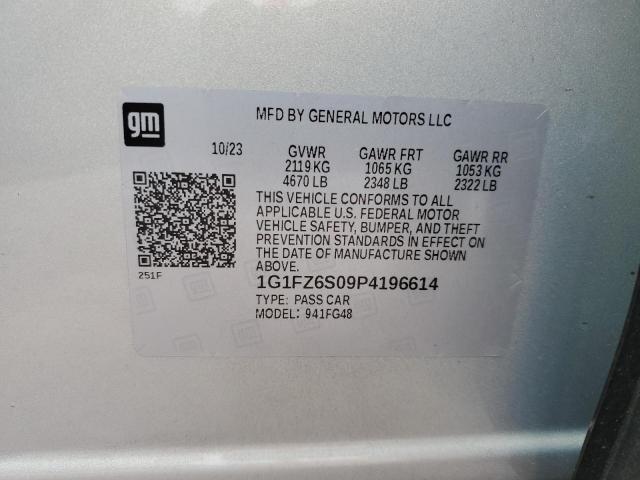 gm
MFD BY GENERAL MOTORS LLC
10/23 GVWR GAWR FRT GAWR RR
2119 KG 1065 KG 1053 KG
4670 LB 2348 LB 2322 LB
THIS VEHICLE CONFORMS TO ALL
APPLICABLE U.S. FEDERAL MOTOR
VEHICLE SAFETY, BUMPER, AND THEFT
PREVENTION STANDARDS IN EFFECT ON
THE DATE OF MANUFACTURE SHOWN
ABOVE.
251F
1G1FZ6S09P4196614
TYPE: PASS CAR
MODEL: 941FG48